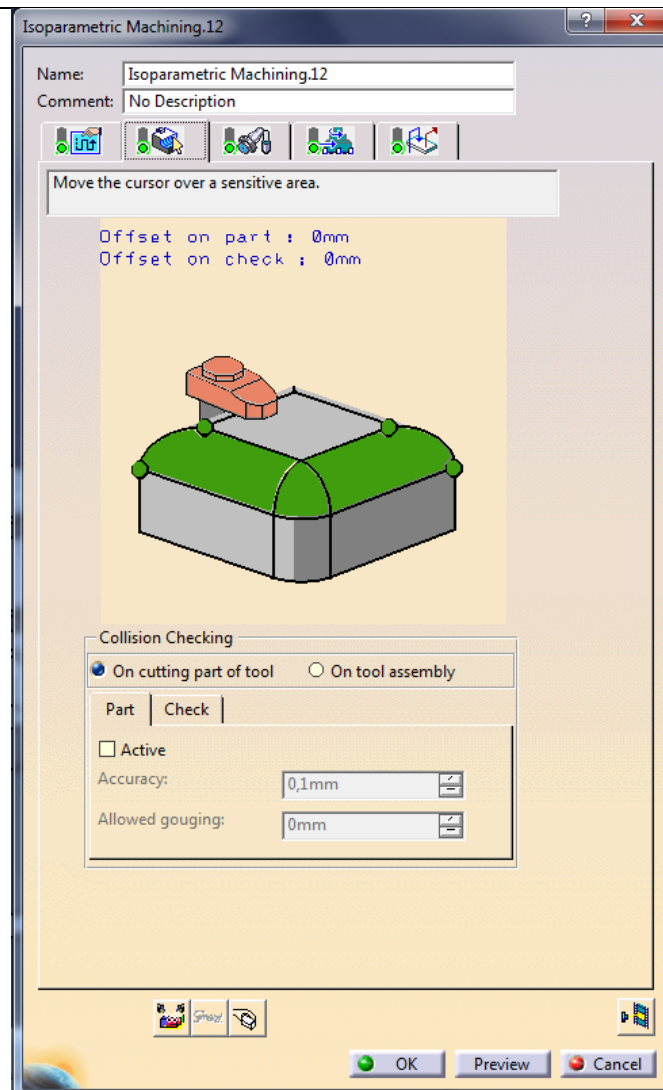 Isoparametric Machining.12
?
X
Name: Isoparametric Machining.12
Comment: No Description
Move the cursor over a sensitive area.
Offset on part : 0mm
Offset on check : 0mm
Collision Checking
On cutting part of tool On tool assembly
Part Check
Active
Accuracy: 0,1mm
Allowed gouging: 0mm
OK Preview Cancel